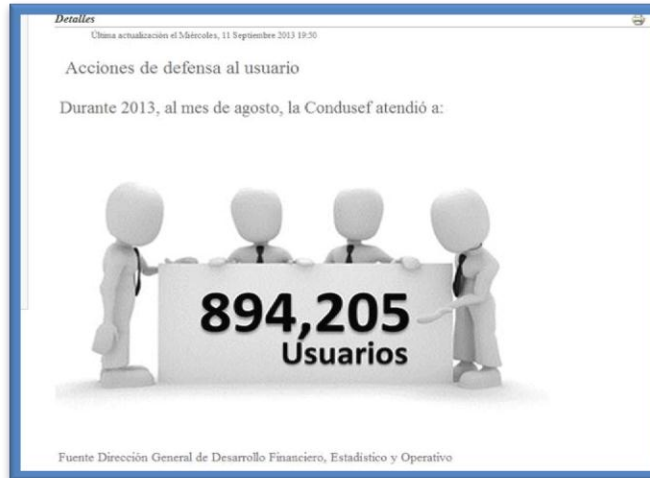 Detalles
Última actualización el Miércoles, 11 Septiembre 2013 19:50
Acciones de defensa al usuario
Durante 2013, al mes de agosto, la Condusef atendió a:
894,205
Usuarios
Fuente Dirección General de Desarrollo Financiero, Estadístico y Operativo